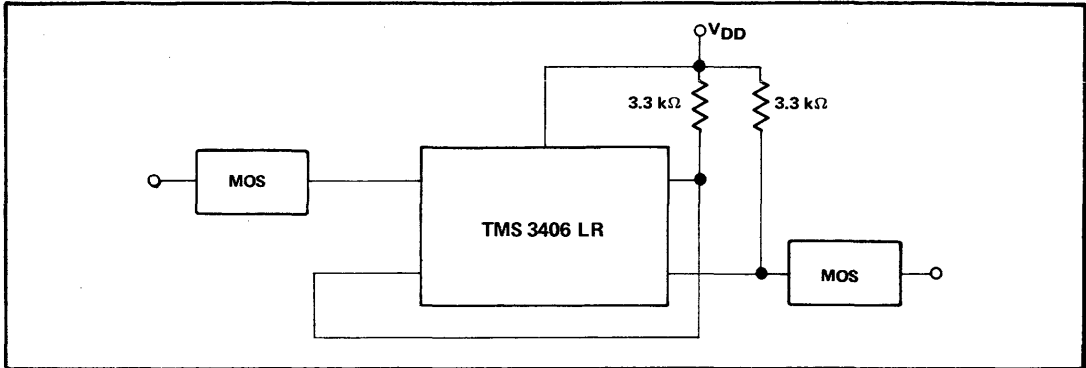 VDD
3.3 kΩ 3.3 kΩ
MOS
TMS 3406 LR
MOS